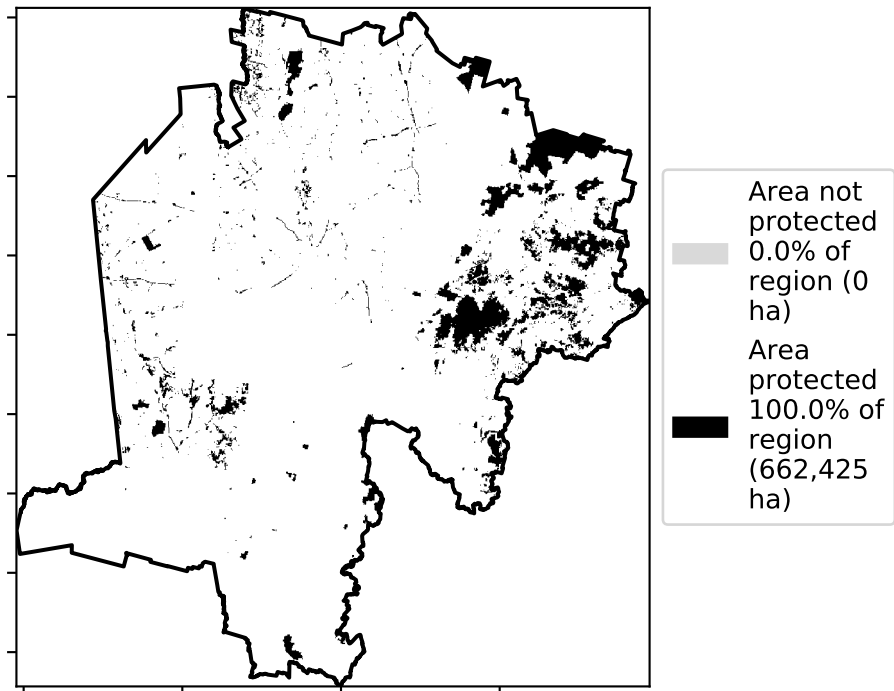 Area not
protected
0.0% of
region (0
ha)
Area
protected
100.0% of
region
(662,425
ha)